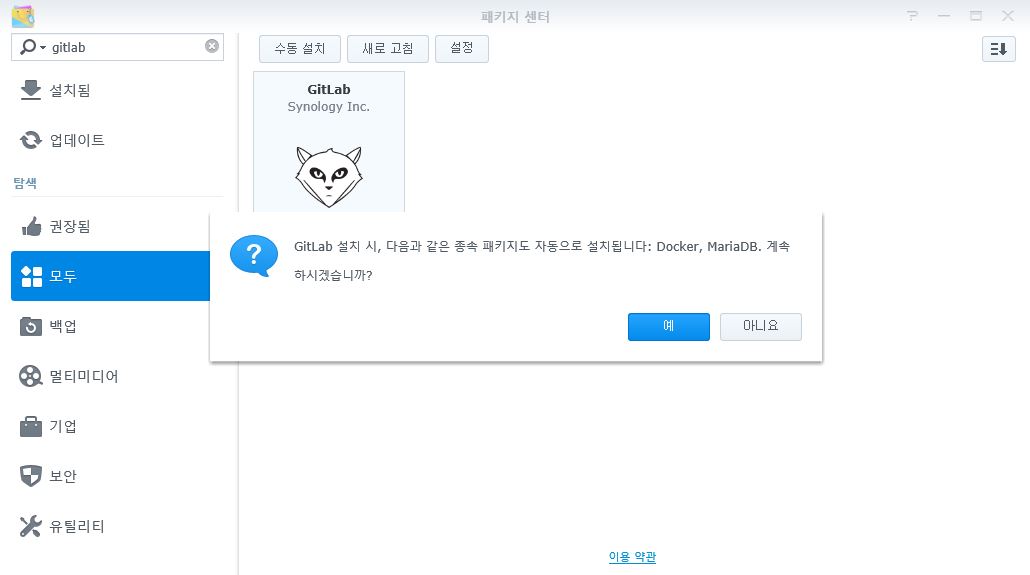 패키지 센터
gitlab
수동 설치
새로 고침
설정
설치됨
업데이트
탐색
권장됨
모두
백업
멀티미디어
기업
보안
유틸리티
GitLab
Synology Inc.
GitLab 설치 시, 다음과 같은 종속 패키지도 자동으로 설치됩니다: Docker, MariaDB. 계속
하시겠습니까?
예
아니요
이용 약관